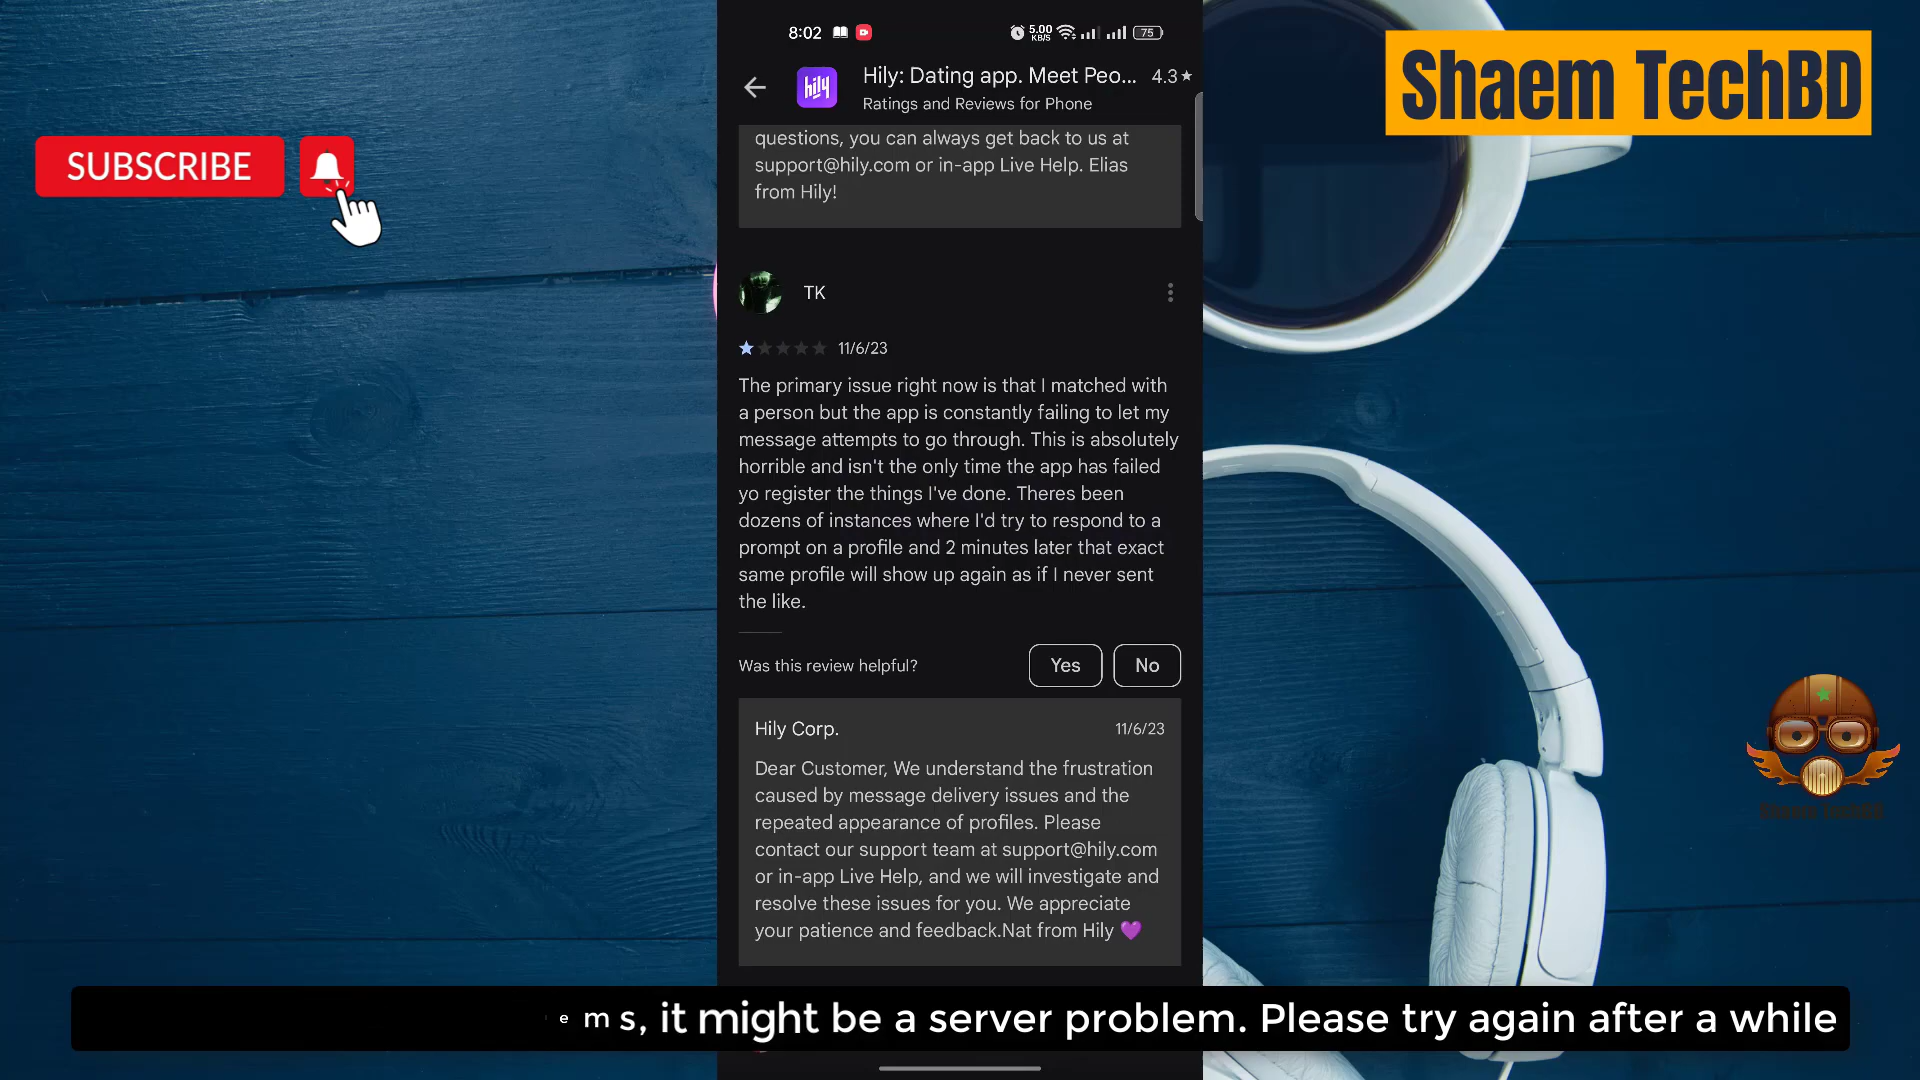 8:02
5.00
KB/S
75
Hily: Dating app. Meet Peo... 4.3★
Ratings and Reviews for Phone
hily
Shaem TechBD
SUBSCRIBE
questions, you can always get back to us at
support@hily.com or in-app Live Help. Elias
from Hily!
TK
11/6/23
The primary issue right now is that I matched with
a person but the app is constantly failing to let my
message attempts to go through. This is absolutely
horrible and isn't the only time the app has failed
yo register the things I've done. Theres been
dozens of instances where I'd try to respond to a
prompt on a profile and 2 minutes later that exact
same profile will show up again as if I never sent
the like.
Was this review helpful?
Yes
No
Hily Corp.
11/6/23
Dear Customer, We understand the frustration
caused by message delivery issues and the
repeated appearance of profiles. Please
contact our support team at support@hily.com
or in-app Live Help, and we will investigate and
resolve these issues for you. We appreciate
your patience and feedback.Nat from Hily 💜
Shaem TechBD
ems, it might be a server problem. Please try again after a while